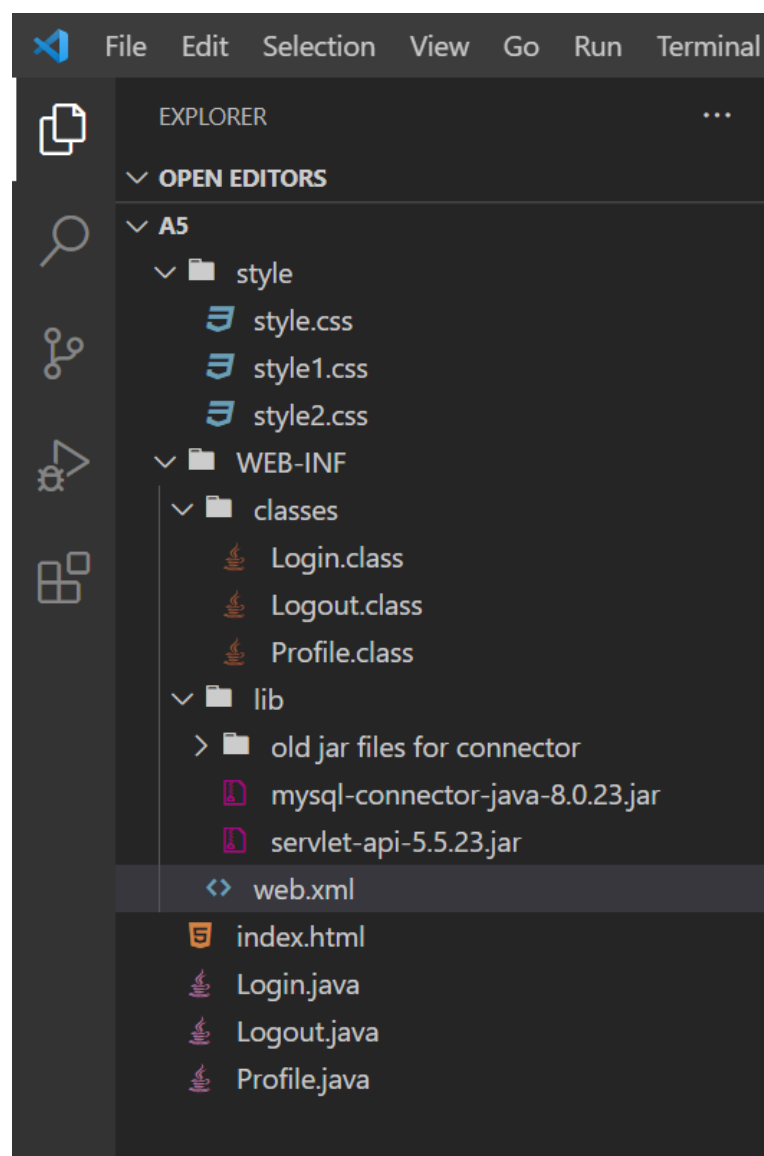 File Edit Selection View Go Run Terminal
EXPLORER
OPEN EDITORS
A5
style
style.css
style1.css
style2.css
WEB-INF
classes
Login.class
Logout.class
Profile.class
lib
old jar files for connector
mysql-connector-java-8.0.23.jar
servlet-api-5.5.23.jar
web.xml
index.html
Login.java
Logout.java
Profile.java